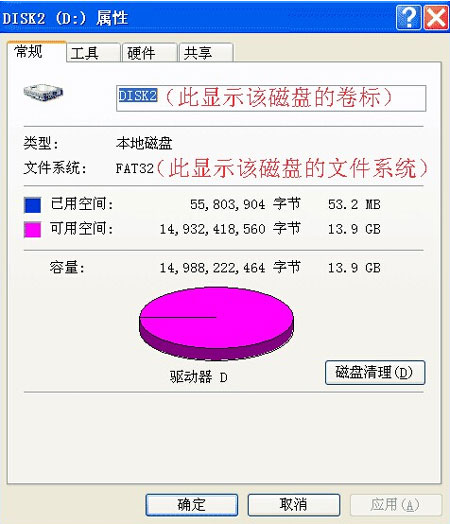 DISK2 (D:) 属性
常规 工具 硬件 共享
DISK2(此显示该磁盘的卷标)
类型: 本地磁盘
文件系统: FAT32(此显示该磁盘的文件系统)
已用空间: 55,803,904 字节 53.2 MB
可用空间: 14,932,418,560 字节 13.9 GB
容量: 14,988,222,464 字节 13.9 GB
驱动器 D
磁盘清理(D)
确定 取消 应用(A)